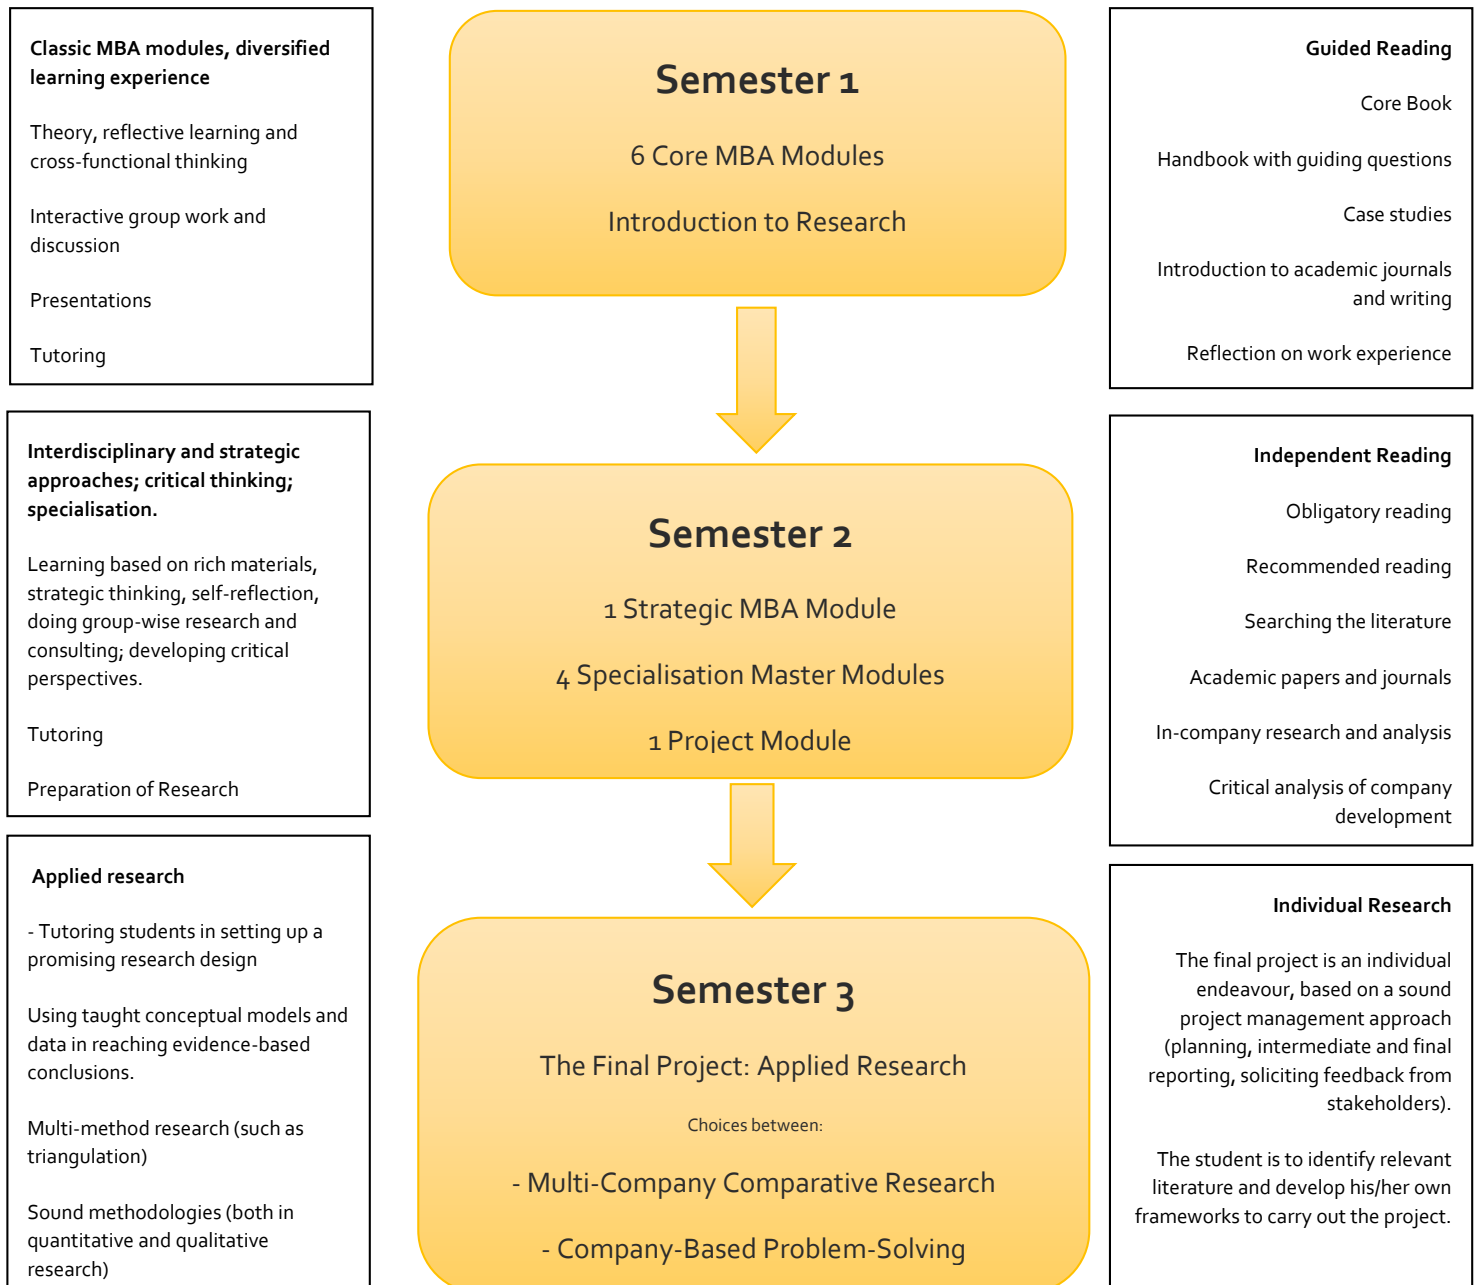 Classic MBA modules, diversified
learning experience
Theory, reflective learning and
cross-functional thinking
Interactive group work and
discussion
Presentations
Tutoring
Semester 1
6 Core MBA Modules
Introduction to Research
Guided Reading
Core Book
Handbook with guiding questions
Case studies
Introduction to academic journals
and writing
Reflection on work experience
Interdisciplinary and strategic
approaches; critical thinking;
specialisation.
Learning based on rich materials,
strategic thinking, self-reflection,
doing group-wise research and
consulting; developing critical
perspectives.
Tutoring
Preparation of Research
Semester 2
1 Strategic MBA Module
4 Specialisation Master Modules
1 Project Module
Independent Reading
Obligatory reading
Recommended reading
Searching the literature
Academic papers and journals
In-company research and analysis
Critical analysis of company
development
Applied research
- Tutoring students in setting up a
promising research design
Using taught conceptual models and
data in reaching evidence-based
conclusions.
Multi-method research (such as
triangulation)
Sound methodologies (both in
quantitative and qualitative
research)
Semester 3
The Final Project: Applied Research
Choices between:
- Multi-Company Comparative Research
- Company-Based Problem-Solving
Individual Research
The final project is an individual
endeavour, based on a sound
project management approach
(planning, intermediate and final
reporting, soliciting feedback from
stakeholders).
The student is to identify relevant
literature and develop his/her own
frameworks to carry out the project.